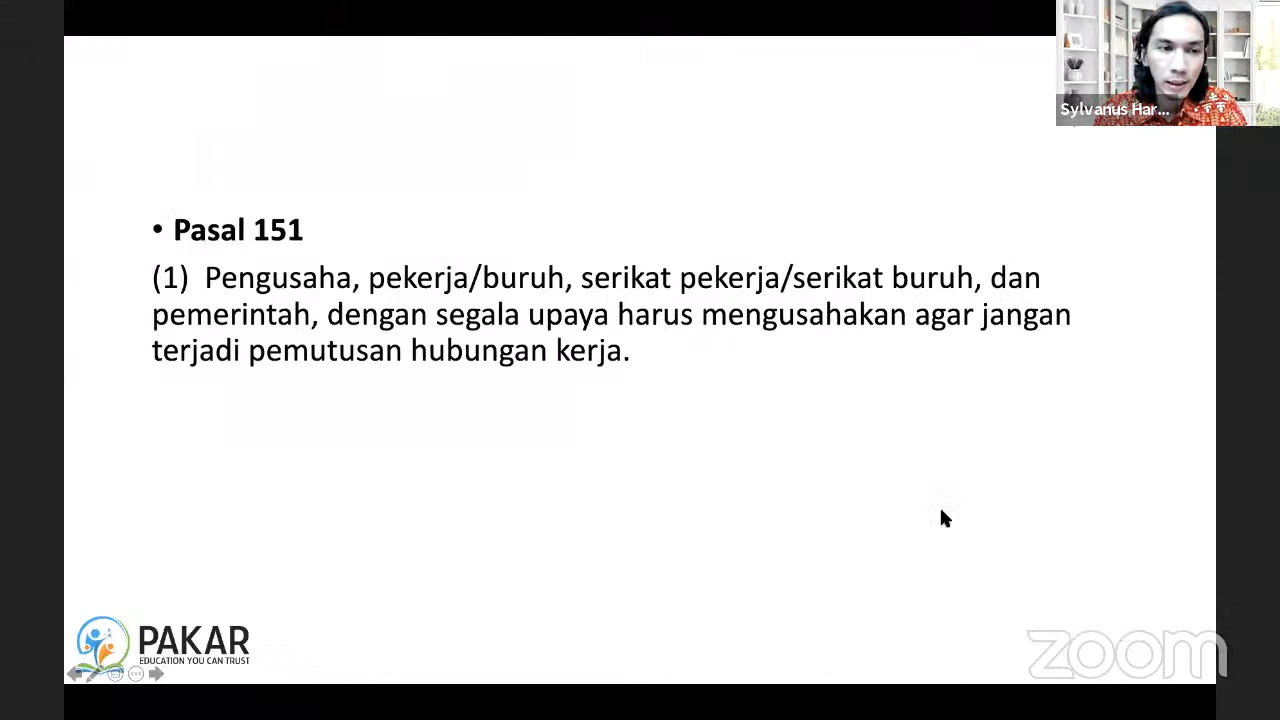 Sylvanus Har...
• Pasal 151
(1) Pengusaha, pekerja/buruh, serikat pekerja/serikat buruh, dan
pemerintah, dengan segala upaya harus mengusahakan agar jangan
terjadi pemutusan hubungan kerja.
PAKAR
EDUCATION YOU CAN TRUST
zoom